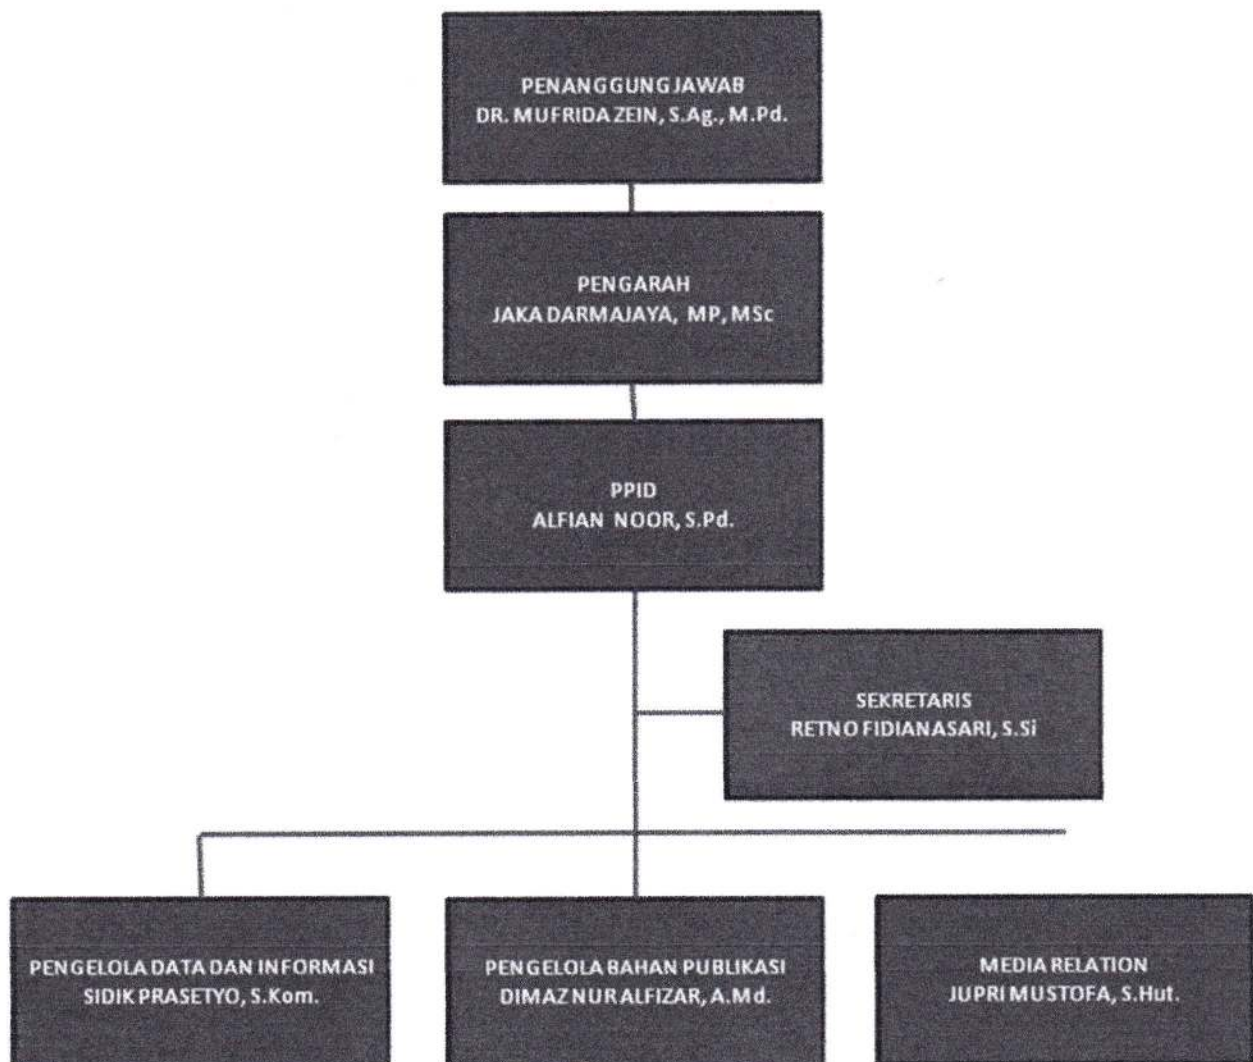 PENANGGUNG JAWAB
DR. MUFRIDA ZEIN, S.Ag., M.Pd.
PENGARAH
JAKA DARMAJAYA, MP, MSc
PPID
ALFIAN NOOR, S.Pd.
SEKRETARIS
RETNO FIDIANASARI, S.Si
PENGELOLA DATA DAN INFORMASI
SIDIK PRASETYO, S.Kom.
PENGELOLA BAHAN PUBLIKASI
DIMAZ NUR ALFIZAR, A.Md.
MEDIA RELATION
JUPRI MUSTOFA, S.Hut.